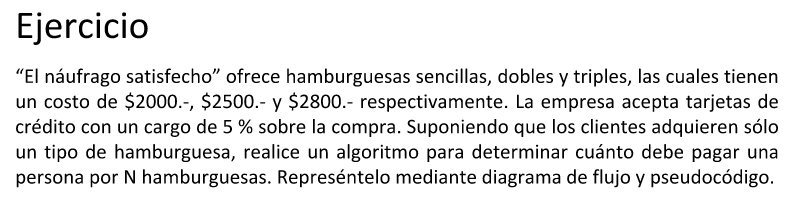 Ejercicio
“El náufrago satisfecho” ofrece hamburguesas sencillas, dobles y triples, las cuales tienen
un costo de $2000.-, $2500.- y $2800.- respectivamente. La empresa acepta tarjetas de
crédito con un cargo de 5 % sobre la compra. Suponiendo que los clientes adquieren sólo
un tipo de hamburguesa, realice un algoritmo para determinar cuánto debe pagar una
persona por N hamburguesas. Represéntelo mediante diagrama de flujo y pseudocódigo.